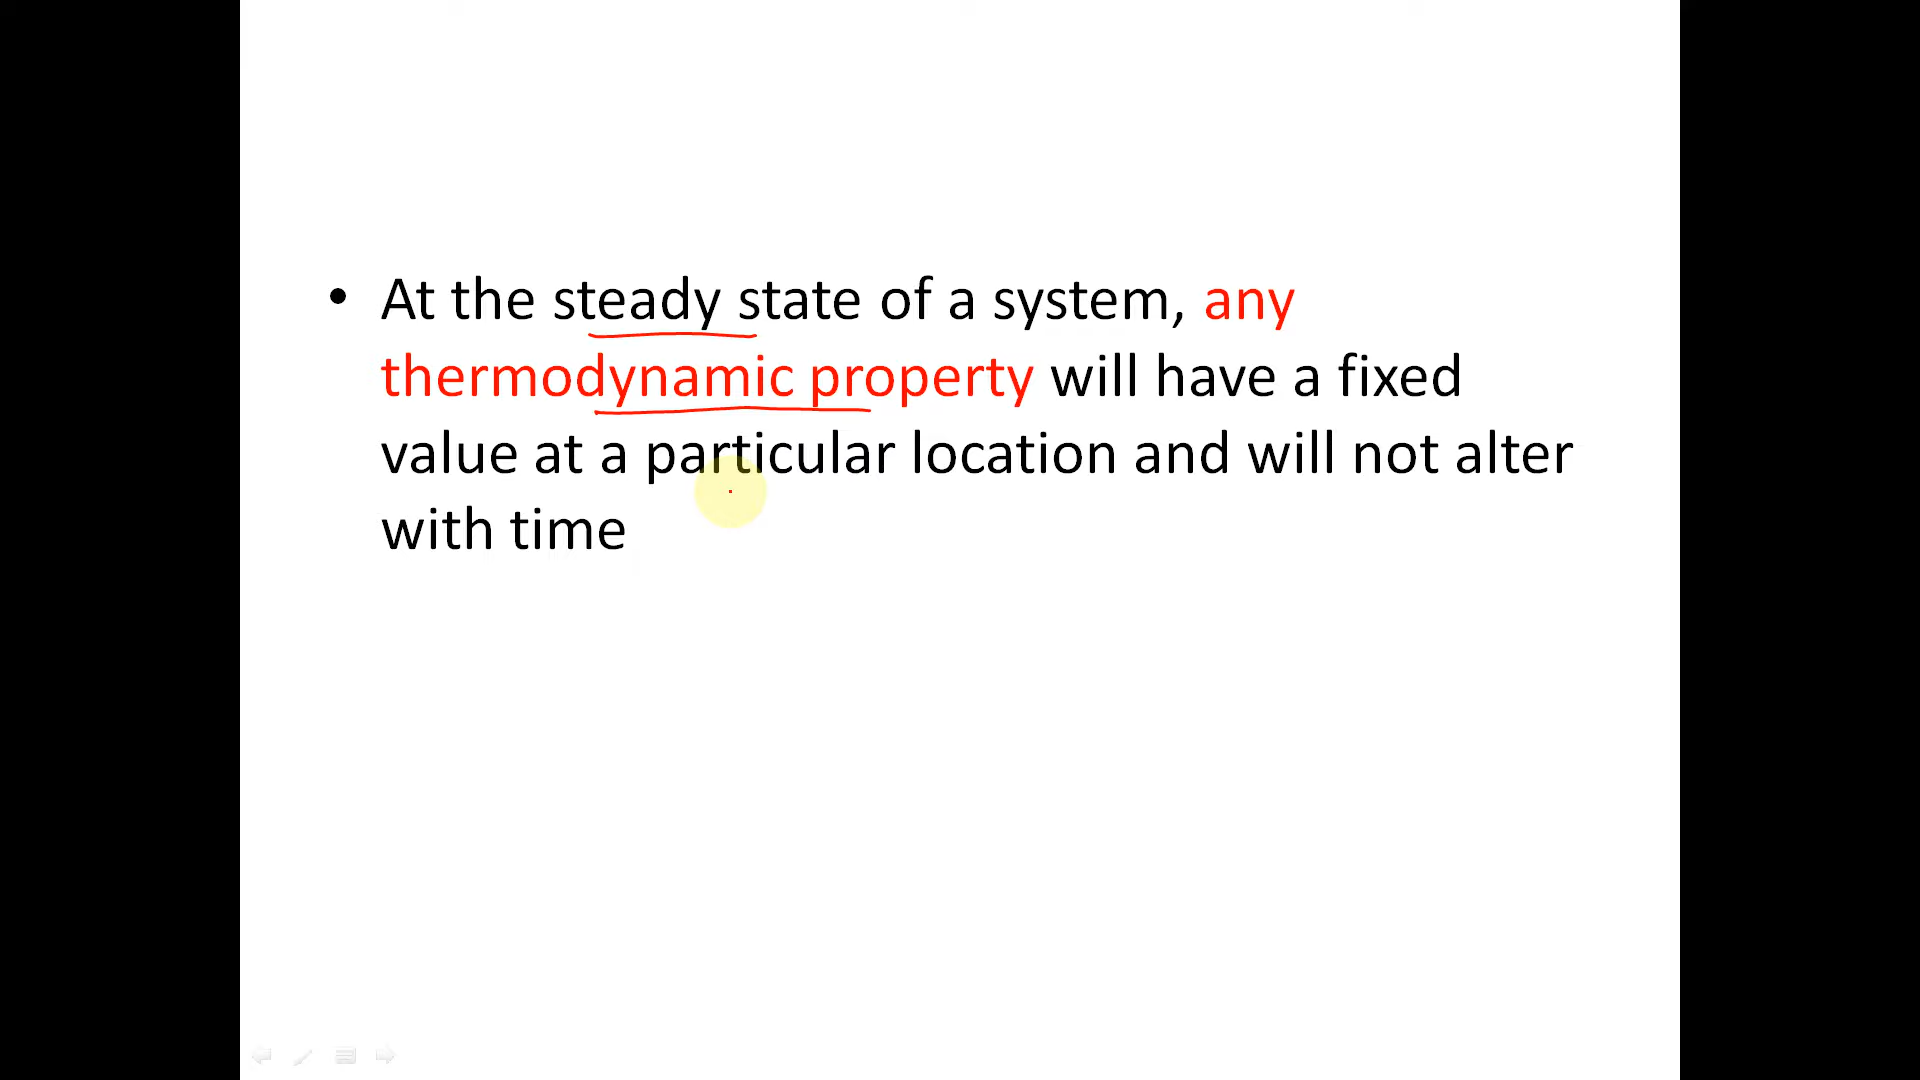 • At the steady state of a system, any
thermodynamic property will have a fixed
value at a particular location and will not alter
with time